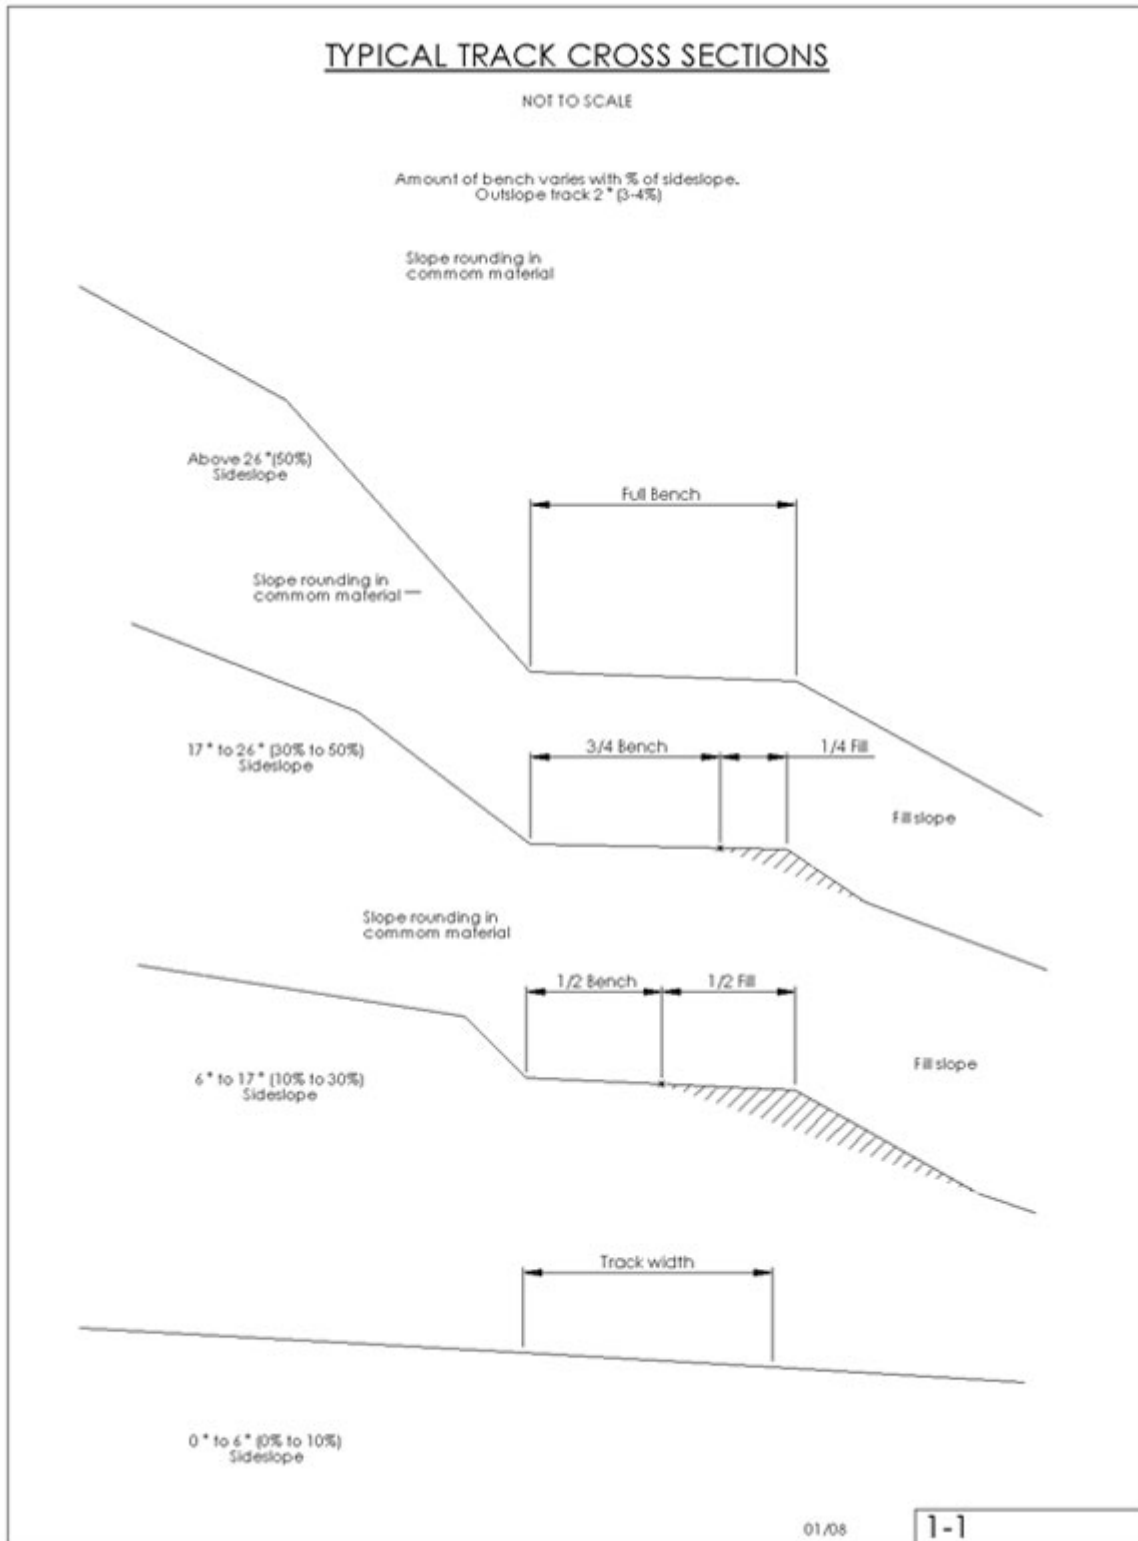 TYPICAL TRACK CROSS SECTIONS
NOT TO SCALE
Amount of bench varies with % of sideslope.
Outslope track 2° (3-4%)
Slope rounding in
commom material
Above 26°(50%)
Sideslope
Full Bench
Slope rounding in
commom material
17° to 26° (30% to 50%)
Sideslope
3/4 Bench
1/4 Fill
Fill slope
Slope rounding in
commom material
1/2 Bench
1/2 Fill
6° to 17° (10% to 30%)
Sideslope
Fill slope
Track width
0° to 6° (0% to 10%)
Sideslope
01/08
1-1